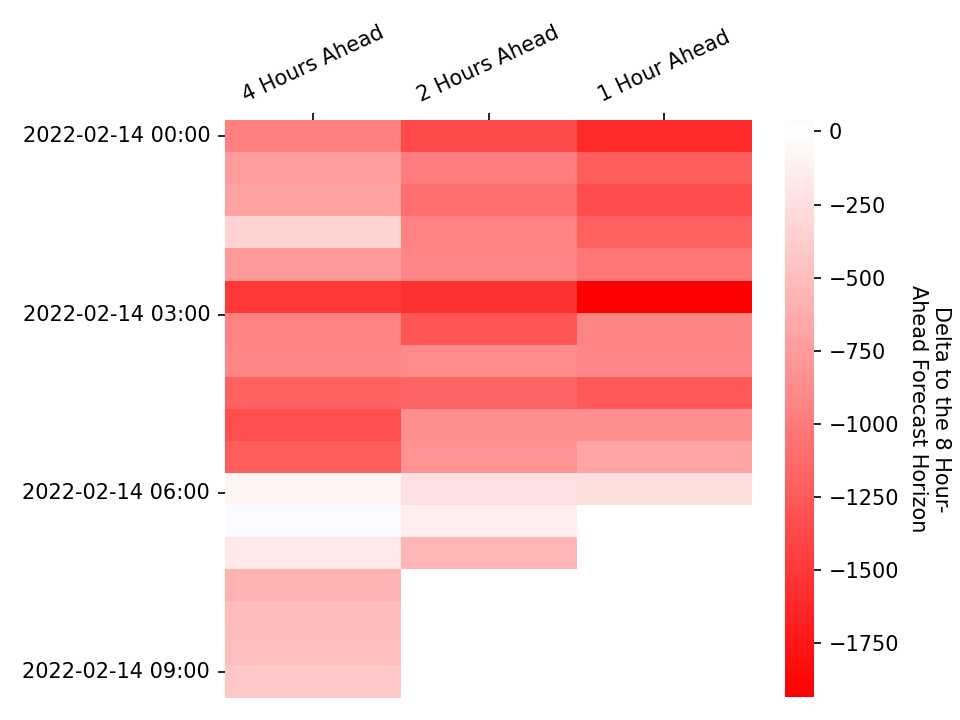 4 Hours Ahead
2 Hours Ahead
1 Hour Ahead
2022-02-14 00:00
2022-02-14 03:00
2022-02-14 06:00
2022-02-14 09:00
0
−250
−500
−750
−1000
−1250
−1500
−1750
Delta to the 8 Hour-
Ahead Forecast Horizon